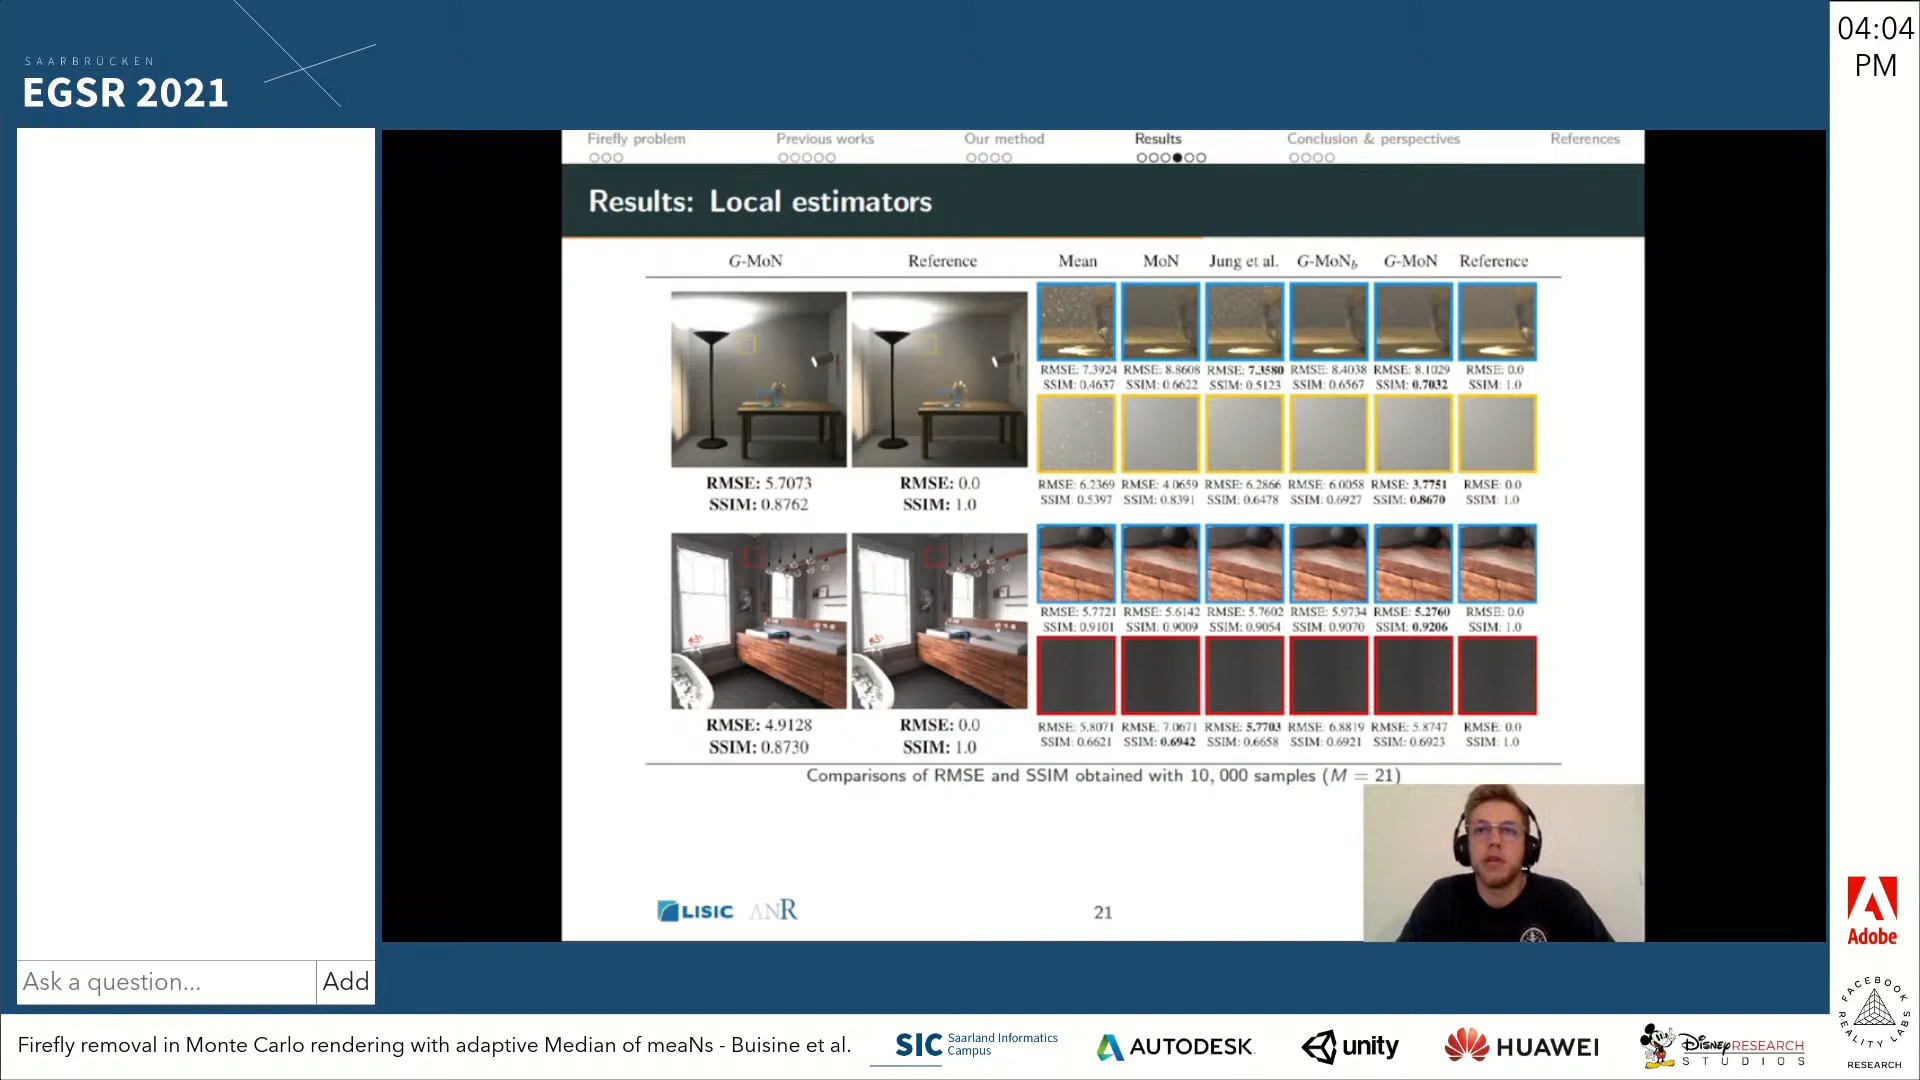 SAARBRÜCKEN
EGSR 2021
04:04
PM
Firefly problem Previous works Our method Results Conclusion & perspectives References
Results: Local estimators
G-MoN Reference Mean MoN Jung et al. G-MoNb G-MoN Reference
RMSE: 7.3924 RMSE: 8.8608 RMSE: 7.3580 RMSE: 8.4038 RMSE: 8.1029 RMSE: 0.0
SSIM: 0.4637 SSIM: 0.6622 SSIM: 0.5123 SSIM: 0.6567 SSIM: 0.7032 SSIM: 1.0
RMSE: 5.7073 RMSE: 0.0
SSIM: 0.8762 SSIM: 1.0
RMSE: 6.2369 RMSE: 4.0659 RMSE: 6.2866 RMSE: 6.0058 RMSE: 3.7751 RMSE: 0.0
SSIM: 0.5397 SSIM: 0.8391 SSIM: 0.6478 SSIM: 0.6927 SSIM: 0.8670 SSIM: 1.0
RMSE: 5.7721 RMSE: 5.6142 RMSE: 5.7602 RMSE: 5.9734 RMSE: 5.2760 RMSE: 0.0
SSIM: 0.9101 SSIM: 0.9009 SSIM: 0.9054 SSIM: 0.9070 SSIM: 0.9206 SSIM: 1.0
RMSE: 4.9128 RMSE: 0.0
SSIM: 0.8730 SSIM: 1.0
RMSE: 5.8071 RMSE: 7.0671 RMSE: 5.7703 RMSE: 6.8819 RMSE: 5.8747 RMSE: 0.0
SSIM: 0.6621 SSIM: 0.6942 SSIM: 0.6658 SSIM: 0.6921 SSIM: 0.6923 SSIM: 1.0
Comparisons of RMSE and SSIM obtained with 10,000 samples (M = 21)
LISIC ANR 21
Adobe
Ask a question... Add
FACEBOOK REALITY LABS
RESEARCH
Firefly removal in Monte Carlo rendering with adaptive Median of meaNs - Buisine et al.
SIC Saarland Informatics
Campus
AUTODESK
unity
HUAWEI
Disney RESEARCH
STUDIOS